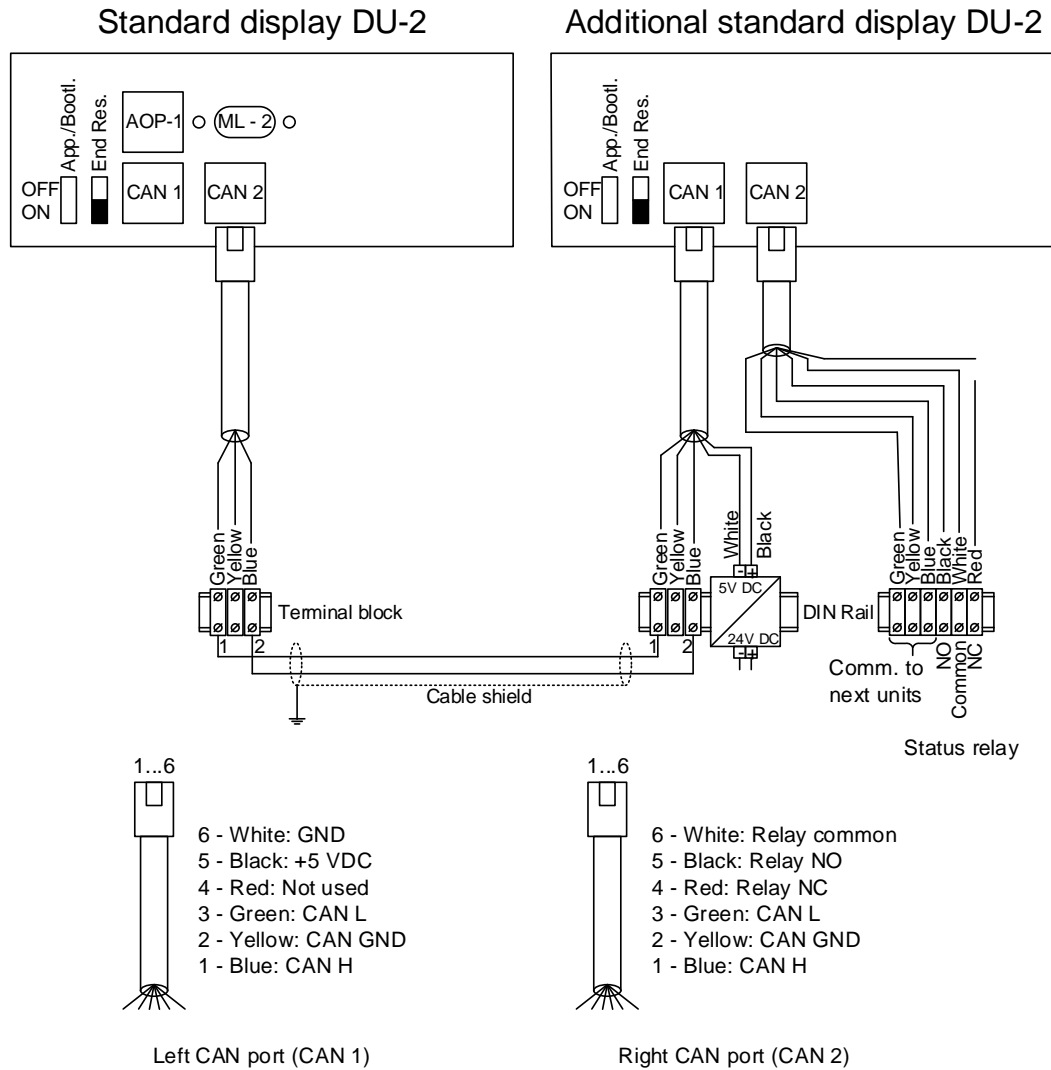 Standard display DU-2
Additional standard display DU-2
App./Bootl.
End Res.
OFF
ON
AOP-1
ML - 2
CAN 1
CAN 2
App./Bootl.
End Res.
OFF
ON
CAN 1
CAN 2
Green
Yellow
Blue
Terminal block
1
2
Green
Yellow
Blue
White
Black
- +
5V DC
24V DC
- +
1
2
DIN Rail
Green
Yellow
Blue
Black
White
Red
Comm. to
next units
NO
Common
NC
Status relay
Cable shield
1...6
6 - White: GND
5 - Black: +5 VDC
4 - Red: Not used
3 - Green: CAN L
2 - Yellow: CAN GND
1 - Blue: CAN H
Left CAN port (CAN 1)
1...6
6 - White: Relay common
5 - Black: Relay NO
4 - Red: Relay NC
3 - Green: CAN L
2 - Yellow: CAN GND
1 - Blue: CAN H
Right CAN port (CAN 2)